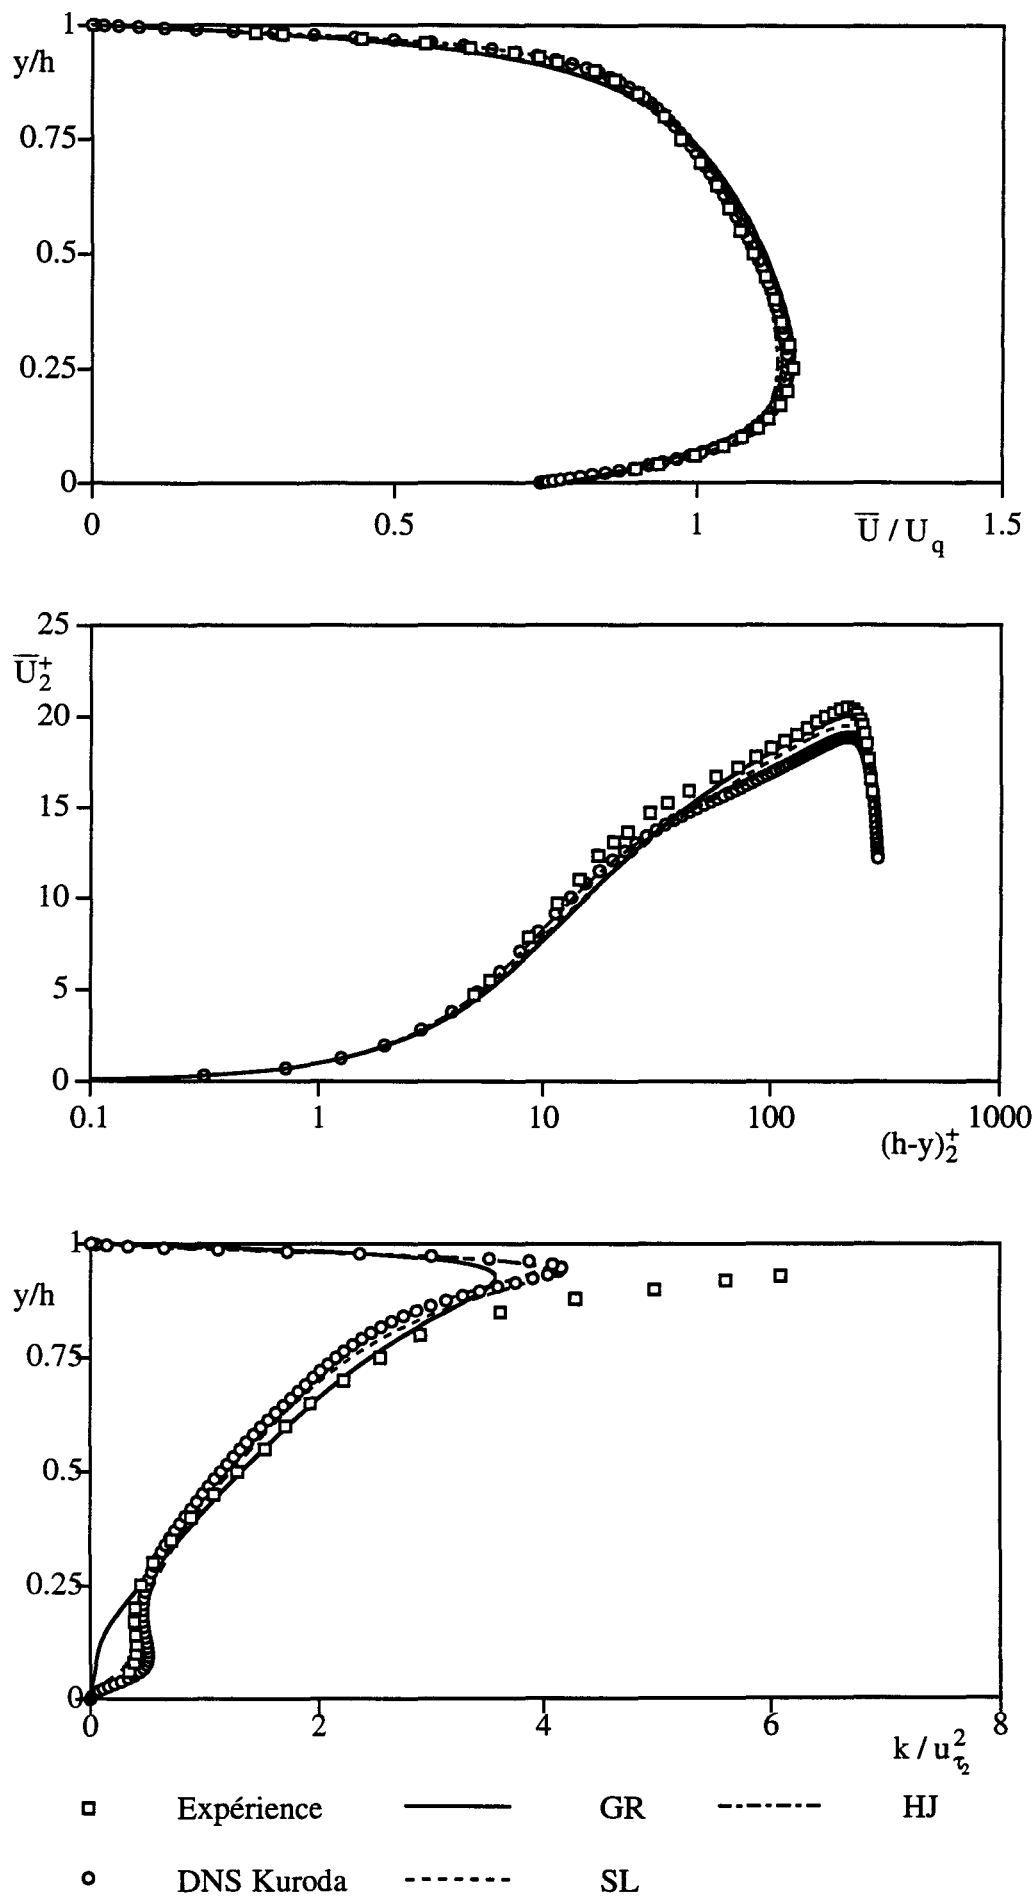 1
y/h
0.75
0.5
0.25
0
0 0.5 1 1.5
U̅ / U_q
25
U̅₂⁺
20
15
10
5
0
0.1 1 10 100 1000
(h-y)₂⁺
1
y/h
0.75
0.5
0.25
0
0 2 4 6 8
k / u²_τ₂
Expérience GR HJ
DNS Kuroda SL